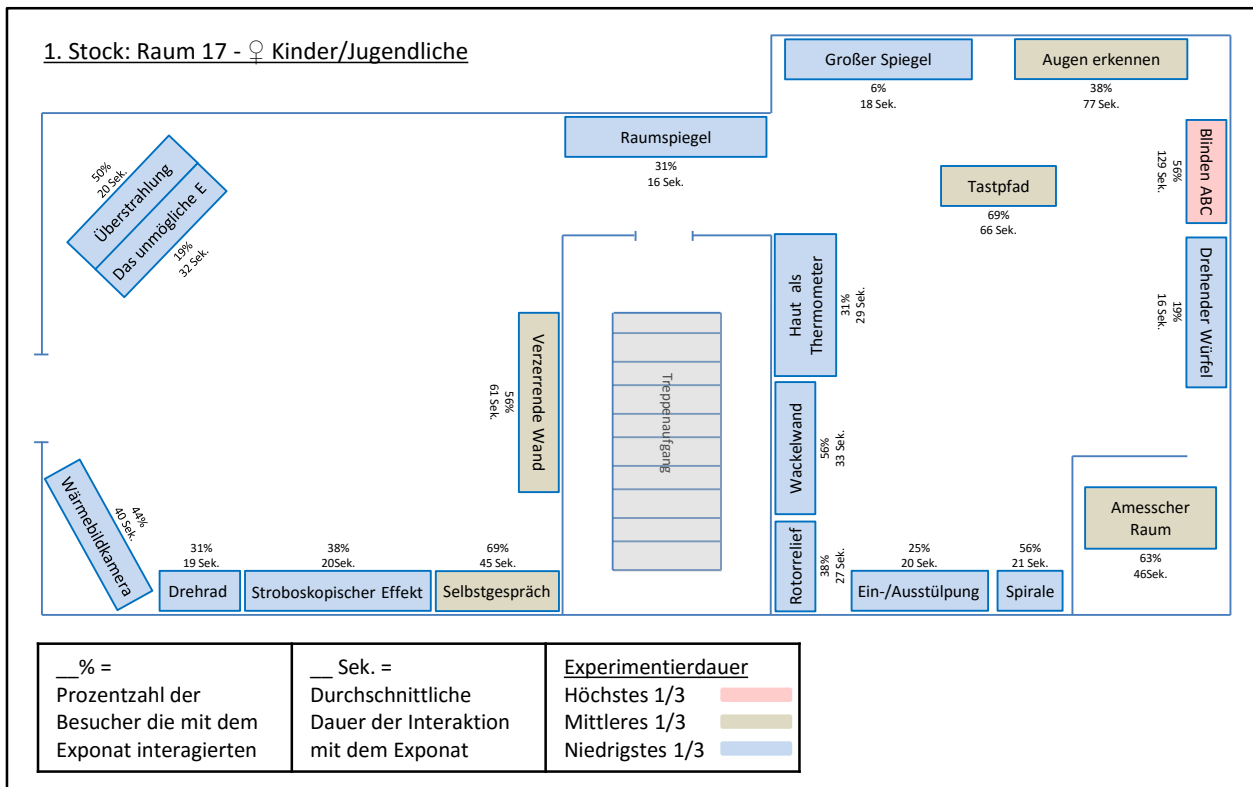 1. Stock: Raum 17 - ♀ Kinder/Jugendliche
Großer Spiegel
6%
18 Sek.
Augen erkennen
38%
77 Sek.
Raumspiegel
31%
16 Sek.
Blinden ABC
56%
129 Sek.
Tastpfad
69%
66 Sek.
50%
20 Sek.
Überstrahlung
Das unmögliche E
19%
32 Sek.
Haut als
Thermometer
31%
29 Sek.
Drehender Würfel
19%
16 Sek.
Verzerrende Wand
56%
61 Sek.
Treppenaufgang
Wackelwand
56%
33 Sek.
Wärmebildkamera
44%
40 Sek.
Amesscher
Raum
63%
46Sek.
31%
19 Sek.
Drehrad
38%
20Sek.
Stroboskopischer Effekt
69%
45 Sek.
Selbstgespräch
Rotorrelief
38%
27 Sek.
25%
20 Sek.
Ein-/Ausstülpung
56%
21 Sek.
Spirale
__% =
Prozentzahl der
Besucher die mit dem
Exponat interagierten
__ Sek. =
Durchschnittliche
Dauer der Interaktion
mit dem Exponat
Experimentierdauer
Höchstes 1/3
Mittleres 1/3
Niedrigstes 1/3